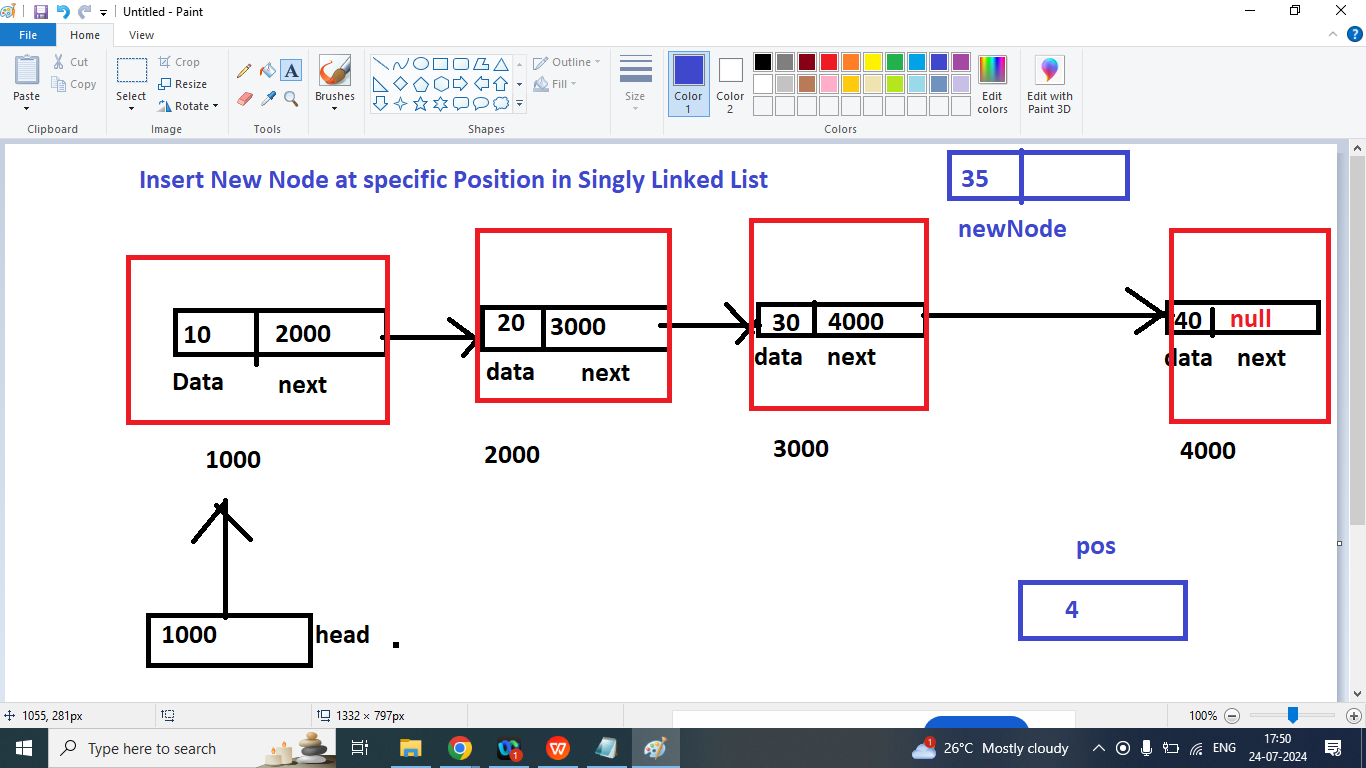 Untitled - Paint
File
Home
View
Paste
Cut
Copy
Clipboard
Select
Crop
Resize
Rotate
Image
A
Tools
Brushes
Outline
Fill
Shapes
Size
Color 1
Color 2
Colors
Edit colors
Edit with Paint 3D
Insert New Node at specific Position in Singly Linked List
35
newNode
10 2000
Data next
1000
20 3000
data next
2000
30 4000
data next
3000
40 null
data next
4000
1000 head
pos
4
1055, 281px
1332 × 797px
100%
Type here to search
1
1
26°C Mostly cloudy
ENG
17:50
24-07-2024